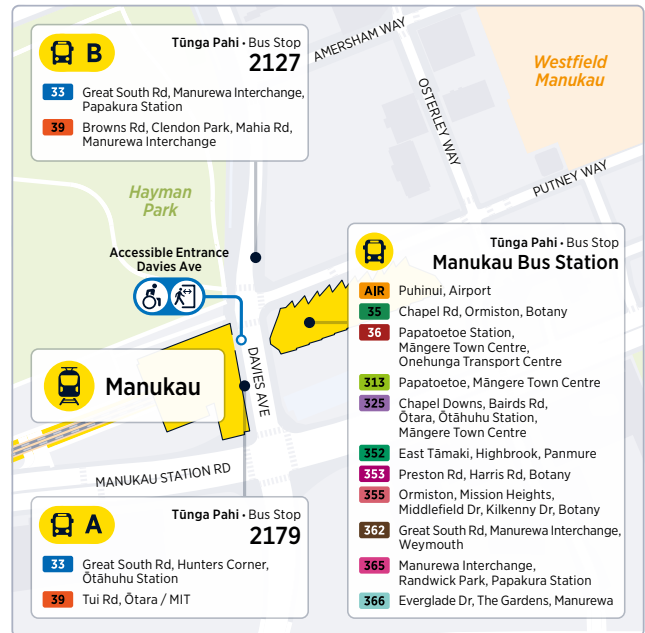 B
Tūnga Pahi · Bus Stop
2127
33 Great South Rd, Manurewa Interchange,
Papakura Station
39 Browns Rd, Clendon Park, Mahia Rd,
Manurewa Interchange
AMERSHAM WAY
OSTERLEY WAY
Westfield
Manukau
PUTNEY WAY
Hayman
Park
Accessible Entrance
Davies Ave
Manukau
DAVIES AVE
MANUKAU STATION RD
A
Tūnga Pahi · Bus Stop
2179
33 Great South Rd, Hunters Corner,
Ōtāhuhu Station
39 Tui Rd, Ōtara / MIT
Tūnga Pahi · Bus Stop
Manukau Bus Station
AIR Puhinui, Airport
35 Chapel Rd, Ormiston, Botany
36 Papatoetoe Station,
Māngere Town Centre,
Onehunga Transport Centre
313 Papatoetoe, Māngere Town Centre
325 Chapel Downs, Bairds Rd,
Ōtara, Ōtāhuhu Station,
Māngere Town Centre
352 East Tāmaki, Highbrook, Panmure
353 Preston Rd, Harris Rd, Botany
355 Ormiston, Mission Heights,
Middlefield Dr, Kilkenny Dr, Botany
362 Great South Rd, Manurewa Interchange,
Weymouth
365 Manurewa Interchange,
Randwick Park, Papakura Station
366 Everglade Dr, The Gardens, Manurewa